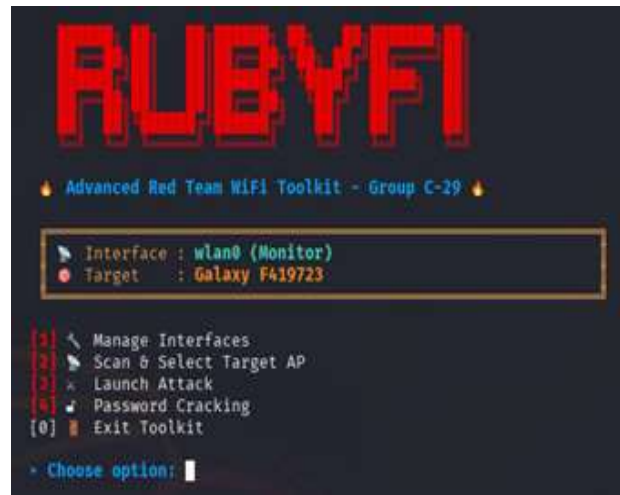 RUBYFI
🔥 Advanced Red Team WiFi Toolkit - Group C-29 🔥
📡 Interface : wlan0 (Monitor)
🎯 Target : Galaxy F419723
[1] 🔧 Manage Interfaces
[2] 📡 Scan & Select Target AP
[3] ⚔ Launch Attack
[4] 🔓 Password Cracking
[0] 🚪 Exit Toolkit
Choose option: